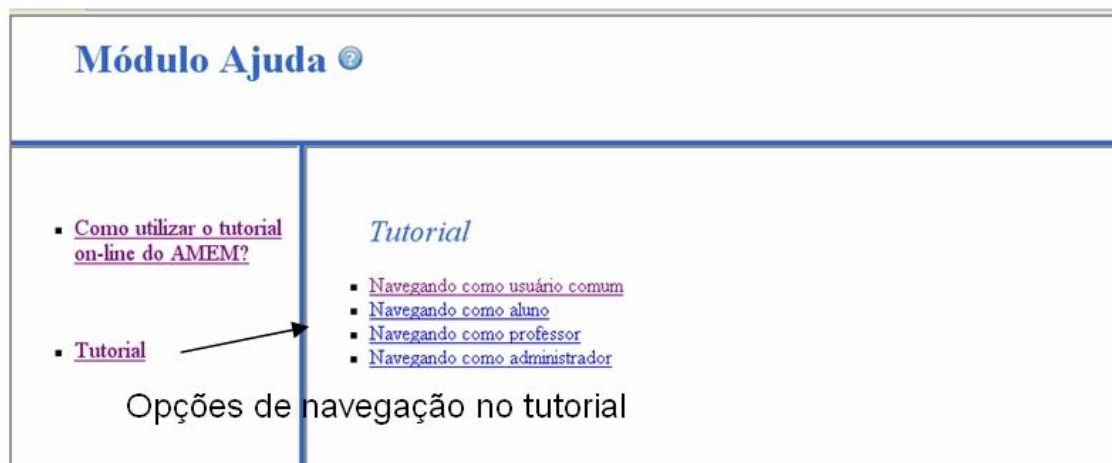 Módulo Ajuda
Como utilizar o tutorial
on-line do AMEM?
Tutorial
Tutorial
Navegando como usuário comum
Navegando como aluno
Navegando como professor
Navegando como administrador
Opções de navegação no tutorial